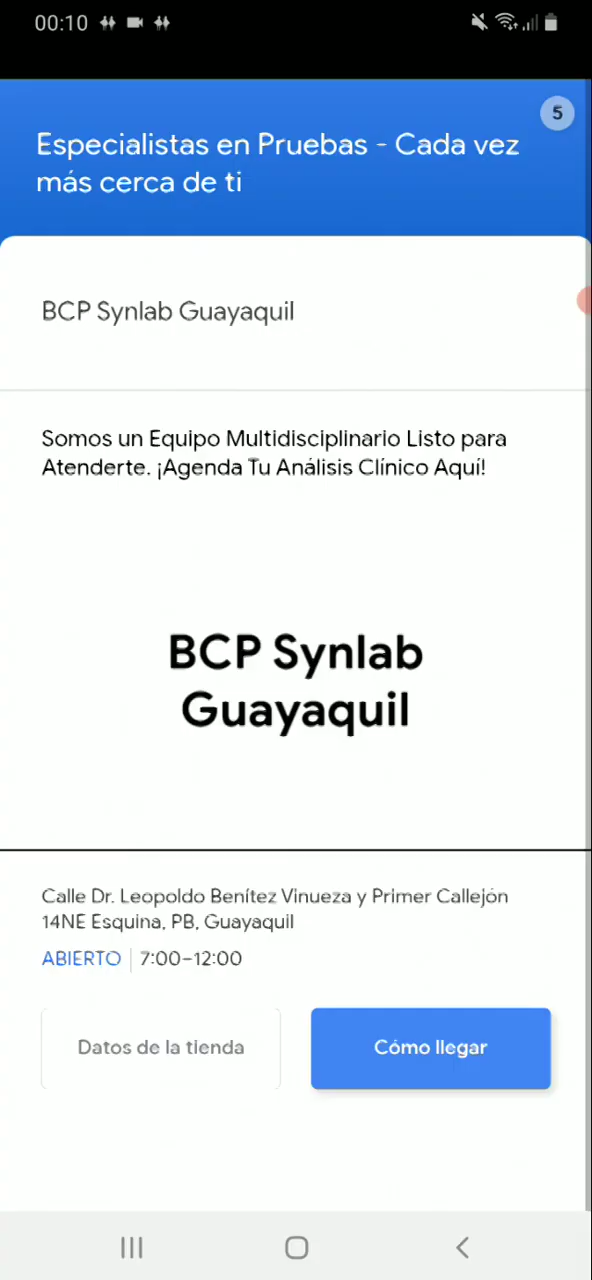 00:10
5
Especialistas en Pruebas - Cada vez
más cerca de ti
BCP Synlab Guayaquil
Somos un Equipo Multidisciplinario Listo para
Atenderte. ¡Agenda Tu Análisis Clínico Aquí!
BCP Synlab
Guayaquil
Calle Dr. Leopoldo Benítez Vinueza y Primer Callejón
14NE Esquina, PB, Guayaquil
ABIERTO | 7:00–12:00
Datos de la tienda
Cómo llegar